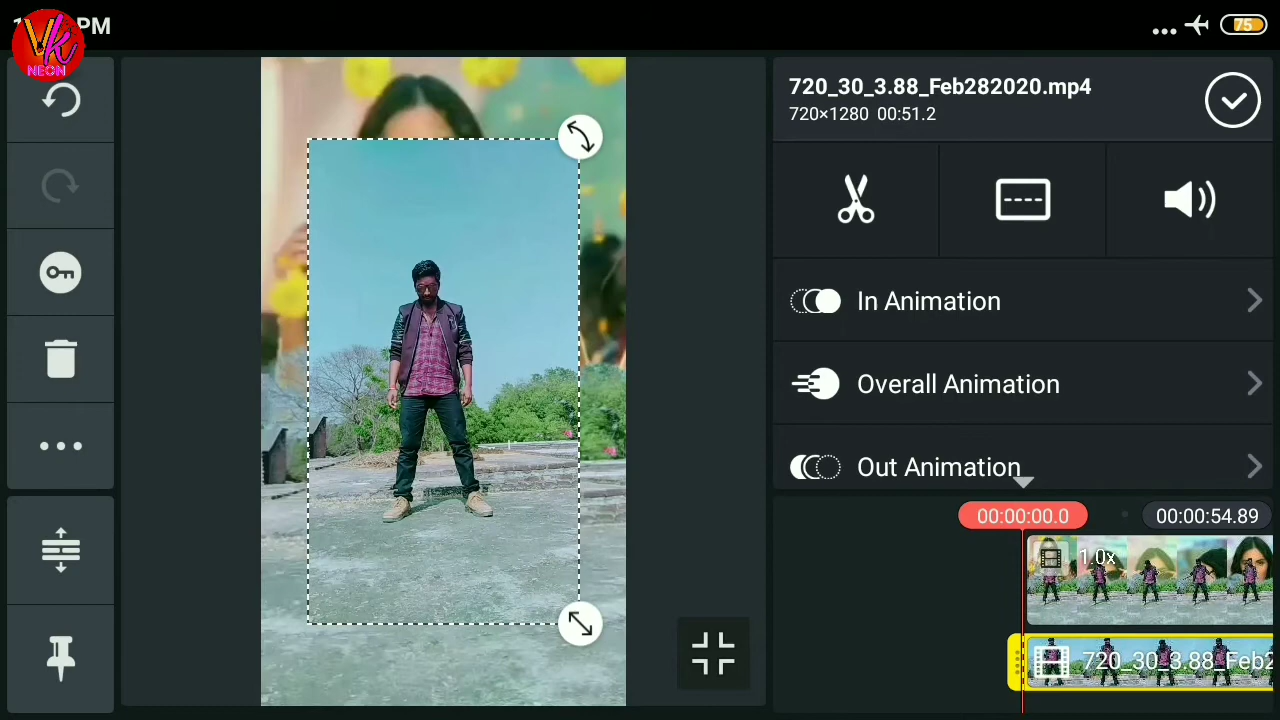 PM
VK
NEON
75
720_30_3.88_Feb282020.mp4
720×1280 00:51.2
In Animation
Overall Animation
Out Animation
00:00:00.0
00:00:54.89
1.0x
720_30_3.88_Feb2